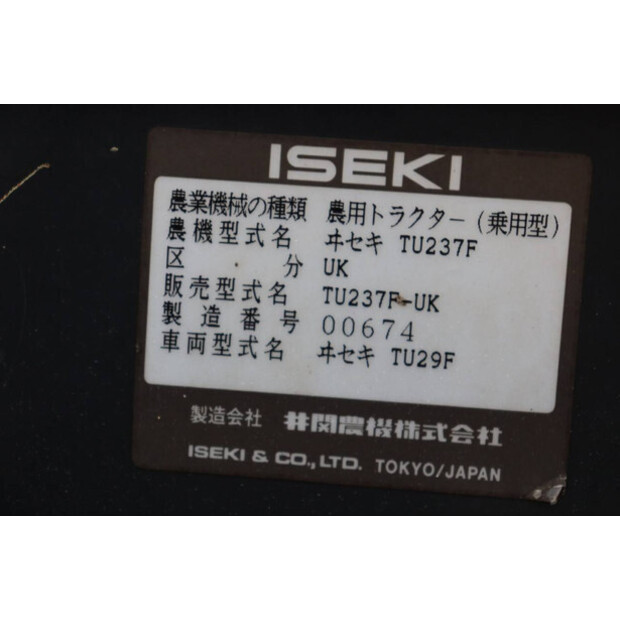 ISEKI
農業機械の種類 農用トラクター(乗用型)
農機型式名 ヰセキ TU237F
区分 UK
販売型式名 TU237F-UK
製造番号 00674
車両型式名 ヰセキ TU29F
製造会社 井関農機株式会社
ISEKI & CO., LTD. TOKYO/JAPAN